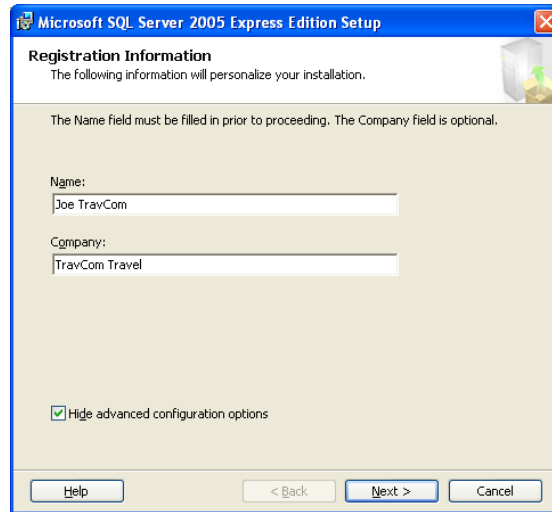 Microsoft SQL Server 2005 Express Edition Setup
Registration Information
The following information will personalize your installation.
The Name field must be filled in prior to proceeding. The Company field is optional.
Name:
Joe TravCom
Company:
TravCom Travel
Hide advanced configuration options
Help
< Back
Next >
Cancel